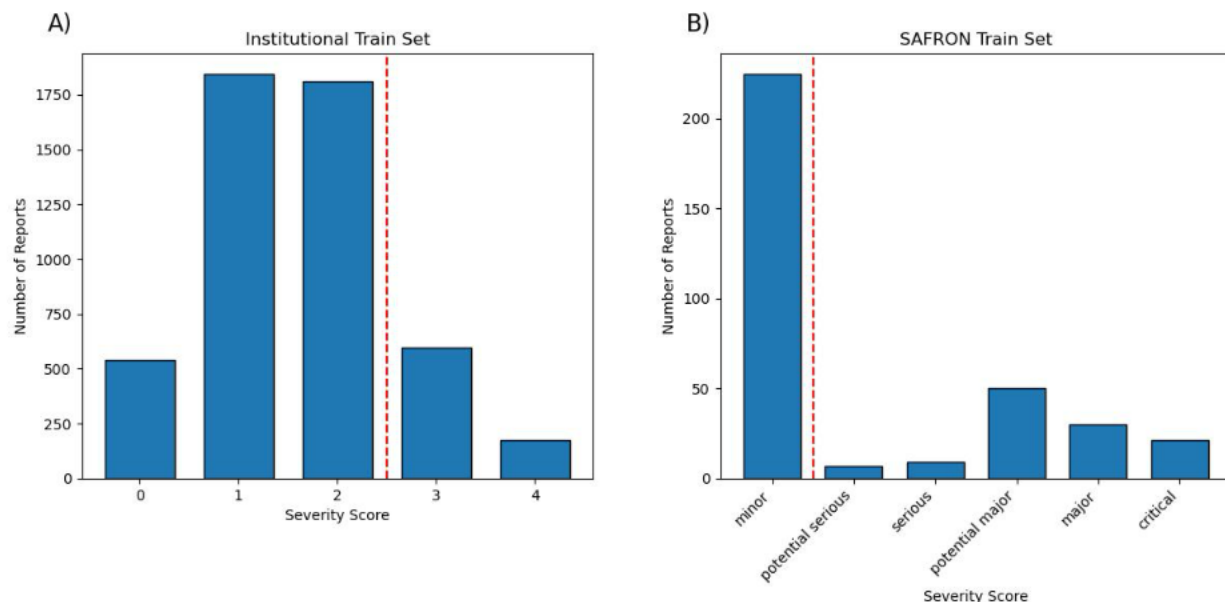 A)
Institutional Train Set
Number of Reports
1750
1500
1250
1000
750
500
250
0
0 1 2 3 4
Severity Score
B)
SAFRON Train Set
Number of Reports
200
150
100
50
0
minor
potential serious
serious
potential major
major
critical
Severity Score